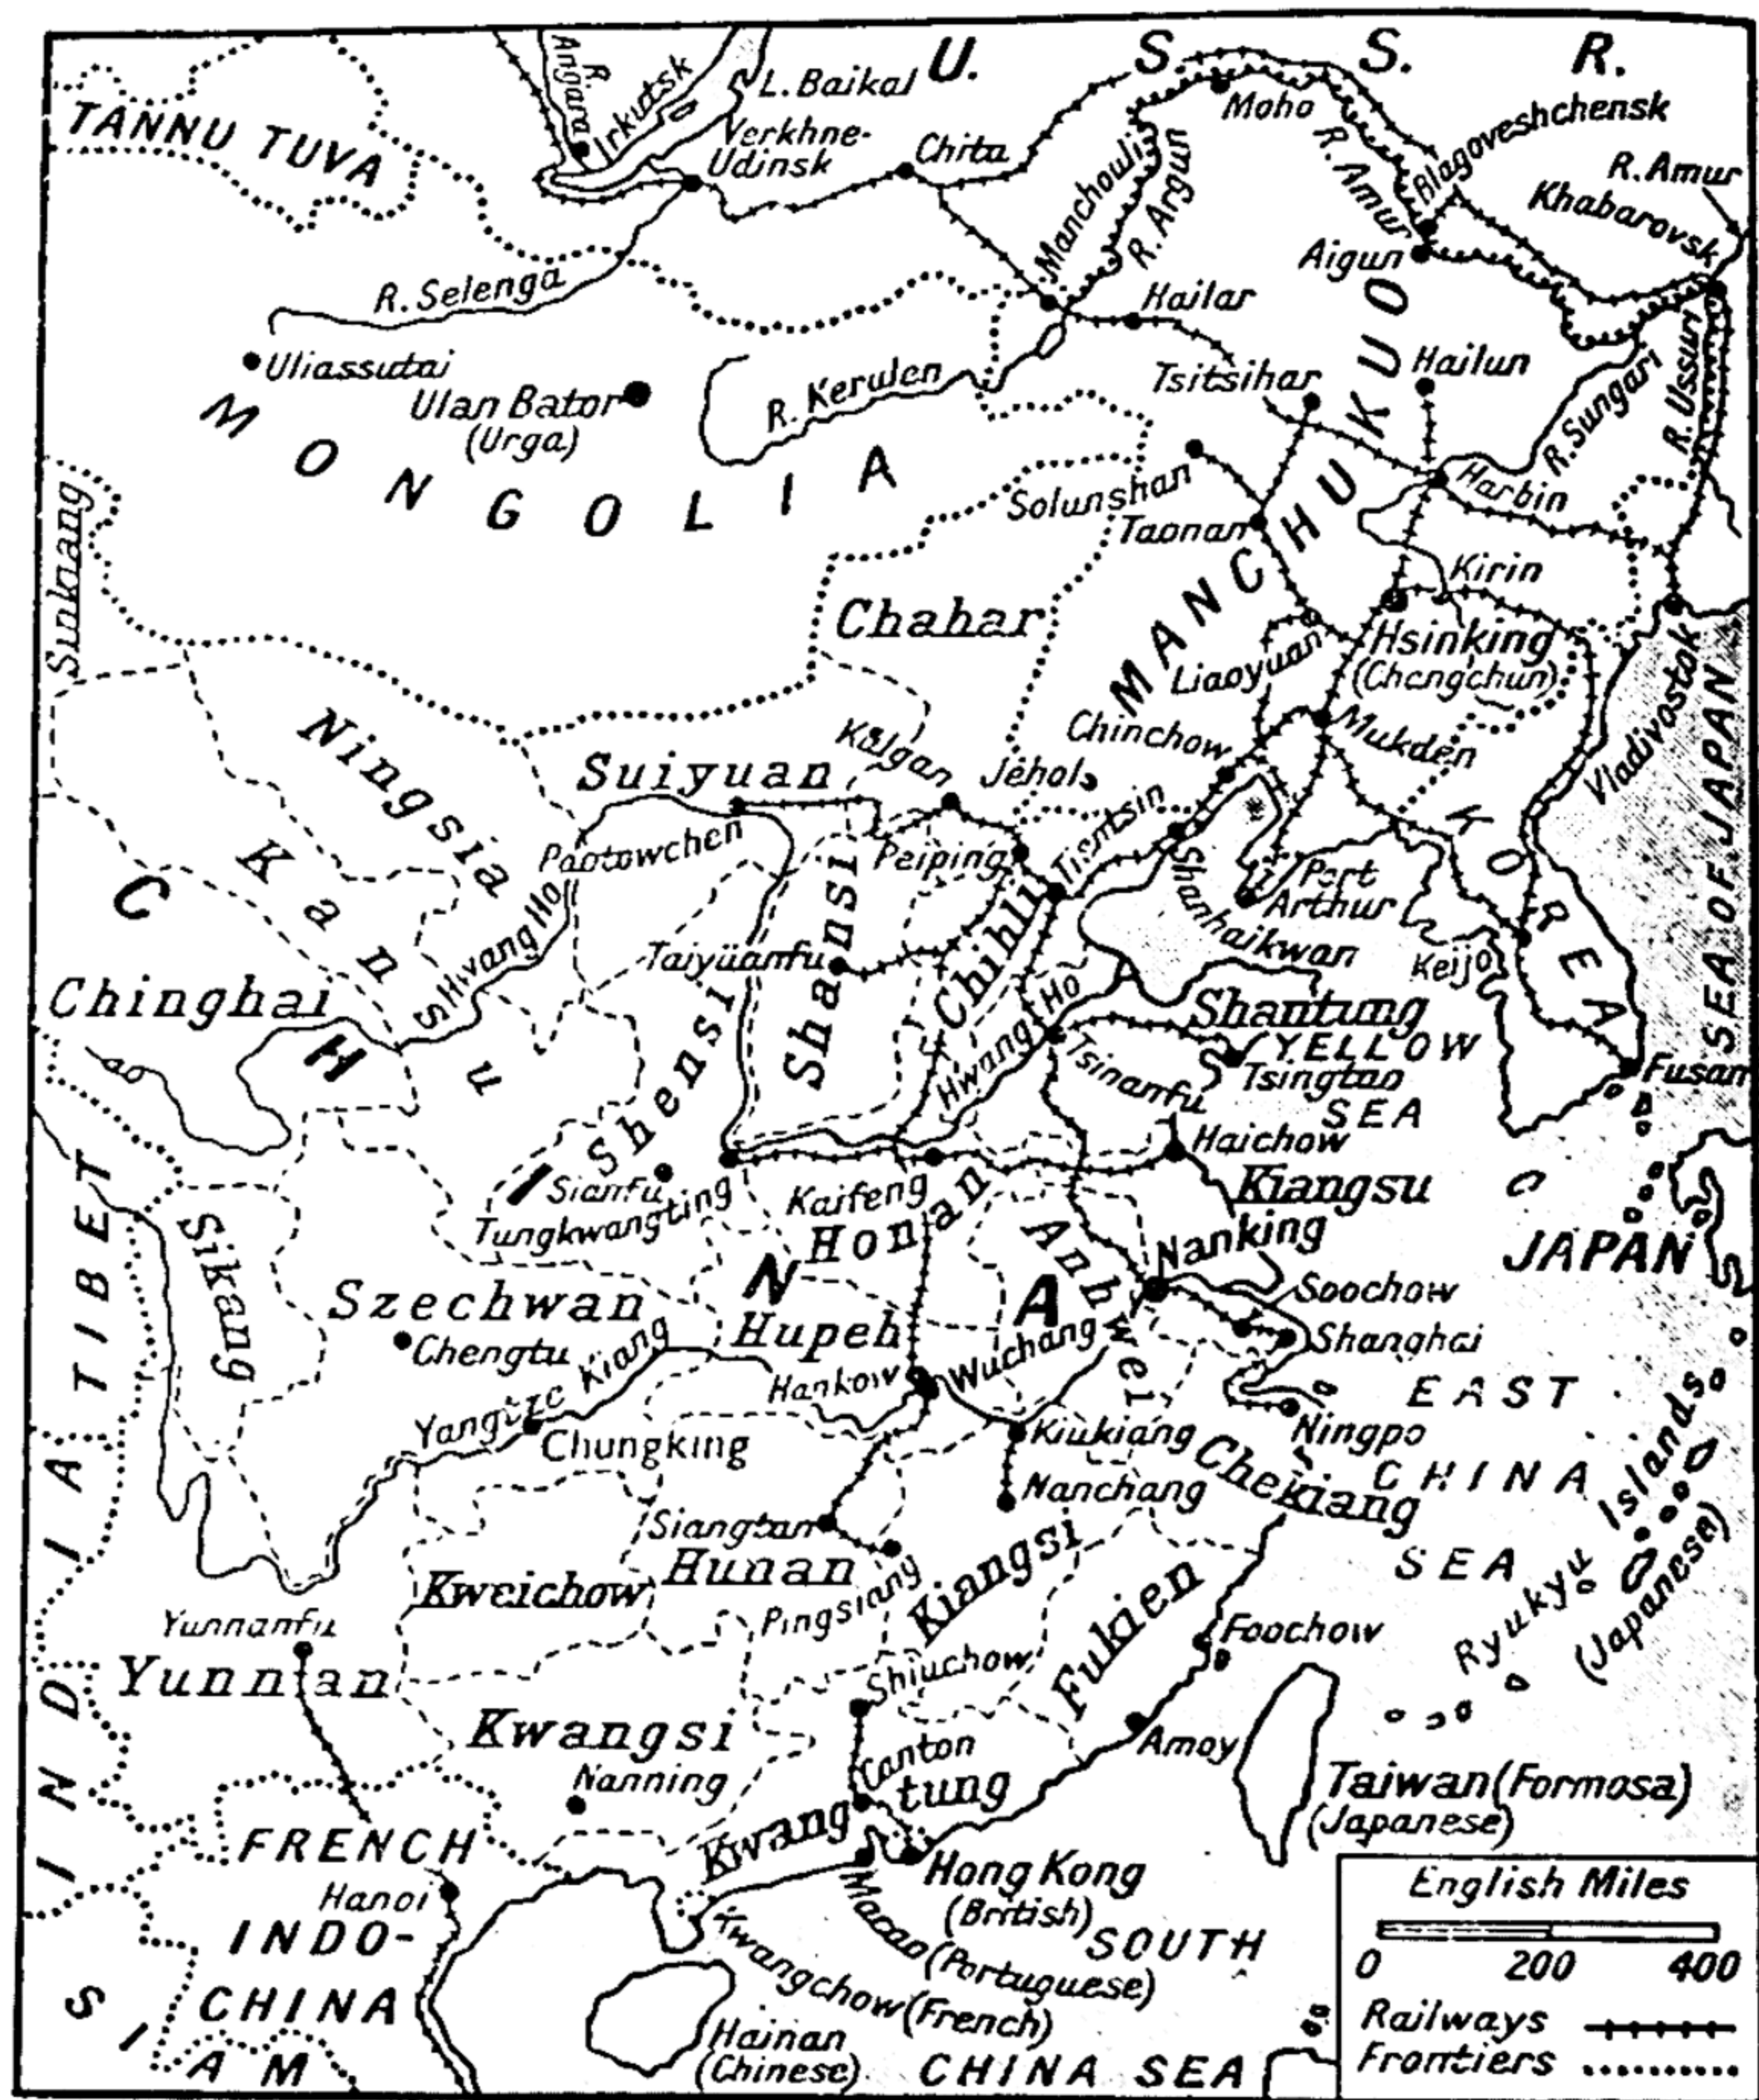 U. S. S. R.
TANNU TUVA
R. Angara
Irkutsk
L. Baikal
Verkhne-
Udinsk
Chita
Manchouli
R. Argun
Moho
R. Amur
Blagoveshchensk
R. Amur
Khabarovsk
Aigun
R. Selenga
Hailar
Uliassutai
Ulan Bator
(Urga)
R. Kerulen
Tsitsihar
Hailun
R. Sungari
R. Ussuri
MONGOLIA
Solunshan
Taonan
Harbin
MANCHUKUO
Sinkiang
Chahar
Kirin
Hsinking
(Changchun)
Liaoyuan
Vladivostok
SEA OF JAPAN
Ningsia
Suiyuan
Kalgan
Jehol
Chinchow
Mukden
Paotowchen
Peiping
Tientsin
Shanhaikwan
Port
Arthur
KOREA
Keijo
Kansu
Hwang Ho
Taiyüanfu
Shansi
Chihli
CHINA
Chinghai
Shensi
Hwang Ho
Shantung
YELLOW
SEA
Tsinanfu
Tsingtao
Fusan
Haichow
Sianfu
Tungkwangting
Kaifeng
Honan
Kiangsu
TIBET
Sikang
Anhwei
Nanking
JAPAN
Szechwan
Chengtu
Hupeh
Soochow
Shanghai
Yangtze Kiang
Hankow
Wuchang
EAST
CHINA
SEA
Chungking
Kiukiang
Ningpo
Chekiang
Nanchang
Siangtan
Hunan
Pingsiang
Kiangsi
Kweichow
Fukien
Ryukyu Islands
(Japanese)
Yunnanfu
Yunnan
Foochow
Shiuchow
INDIA
Kwangsi
Nanning
Canton
Kwangtung
Amoy
Taiwan (Formosa)
(Japanese)
FRENCH
INDO-
CHINA
Hanoi
Hong Kong
(British)
Macao (Portuguese)
Kwangchow (French)
SOUTH
CHINA SEA
SIAM
Hainan
(Chinese)
English Miles
0 200 400
Railways
Frontiers